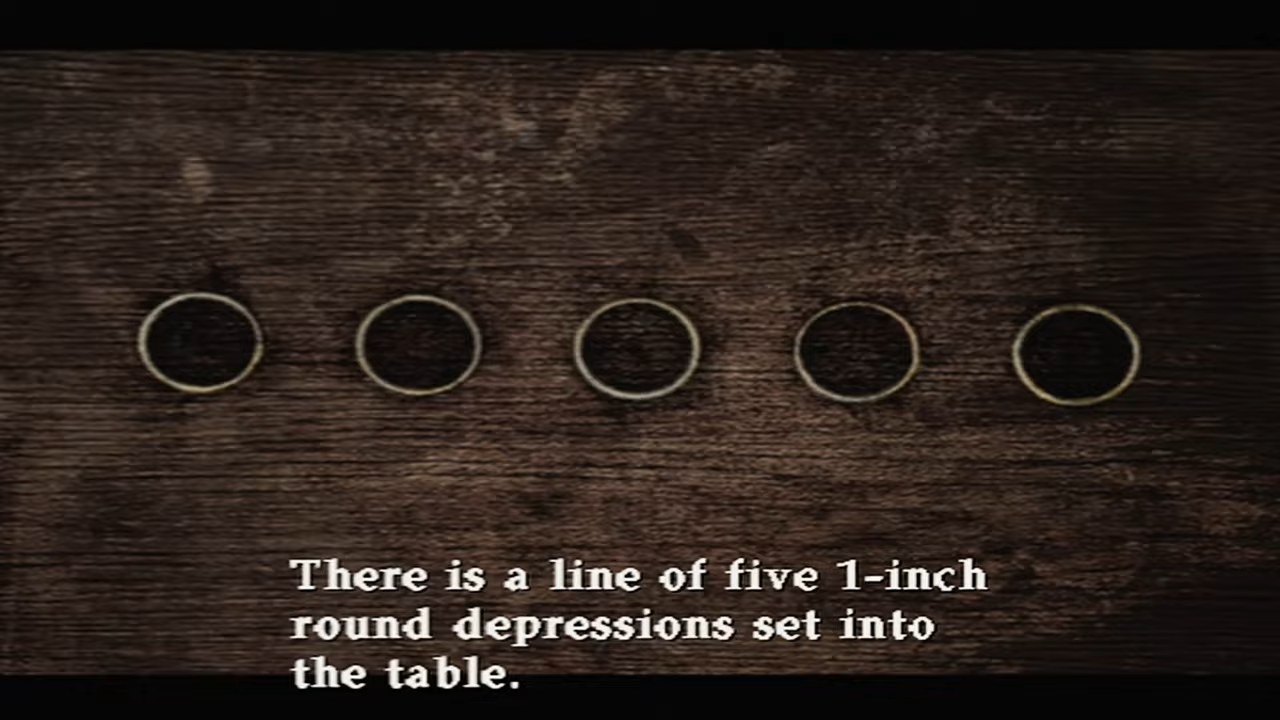 There is a line of five 1-inch
round depressions set into
the table.